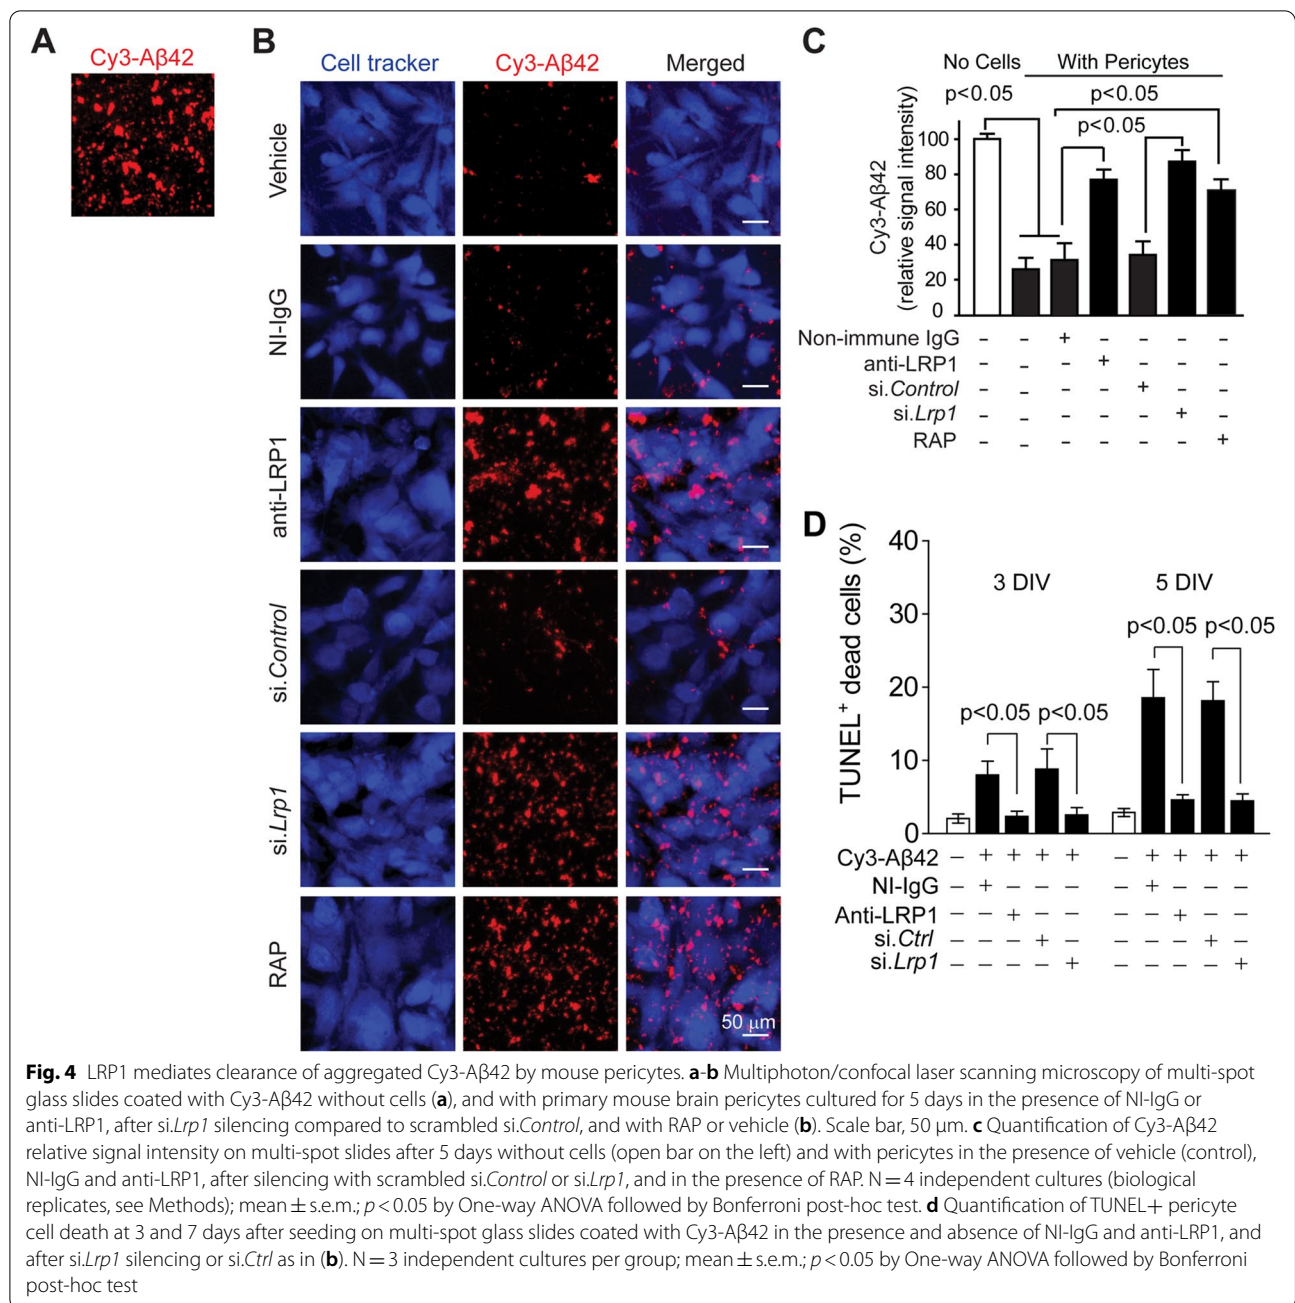 A
Cy3-Aβ42
B
Cell tracker Cy3-Aβ42 Merged
Vehicle
NI-IgG
anti-LRP1
si.Control
si.Lrp1
RAP
50 μm
C
No Cells With Pericytes
p<0.05 p<0.05
p<0.05
Cy3-Aβ42
(relative signal intensity)
100
80
60
40
20
0
Non-immune IgG – – + – – – –
anti-LRP1 – – – + – – –
si.Control – – – – + – –
si.Lrp1 – – – – – + –
RAP – – – – – – +
D
TUNEL+ dead cells (%)
40
30
20
10
0
3 DIV 5 DIV
p<0.05 p<0.05
p<0.05 p<0.05
Cy3-Aβ42 – + + + + – + + + +
NI-IgG – + – – – – + – – –
Anti-LRP1 – – + – – – – + – –
si.Ctrl – – – + – – – – + –
si.Lrp1 – – – – + – – – – +
Fig. 4 LRP1 mediates clearance of aggregated Cy3-Aβ42 by mouse pericytes. a-b Multiphoton/confocal laser scanning microscopy of multi-spot
glass slides coated with Cy3-Aβ42 without cells (a), and with primary mouse brain pericytes cultured for 5 days in the presence of NI-IgG or
anti-LRP1, after si.Lrp1 silencing compared to scrambled si.Control, and with RAP or vehicle (b). Scale bar, 50 μm. c Quantification of Cy3-Aβ42
relative signal intensity on multi-spot slides after 5 days without cells (open bar on the left) and with pericytes in the presence of vehicle (control),
NI-IgG and anti-LRP1, after silencing with scrambled si.Control or si.Lrp1, and in the presence of RAP. N = 4 independent cultures (biological
replicates, see Methods); mean ± s.e.m.; p < 0.05 by One-way ANOVA followed by Bonferroni post-hoc test. d Quantification of TUNEL+ pericyte
cell death at 3 and 7 days after seeding on multi-spot glass slides coated with Cy3-Aβ42 in the presence and absence of NI-IgG and anti-LRP1, and
after si.Lrp1 silencing or si.Ctrl as in (b). N = 3 independent cultures per group; mean ± s.e.m.; p < 0.05 by One-way ANOVA followed by Bonferroni
post-hoc test